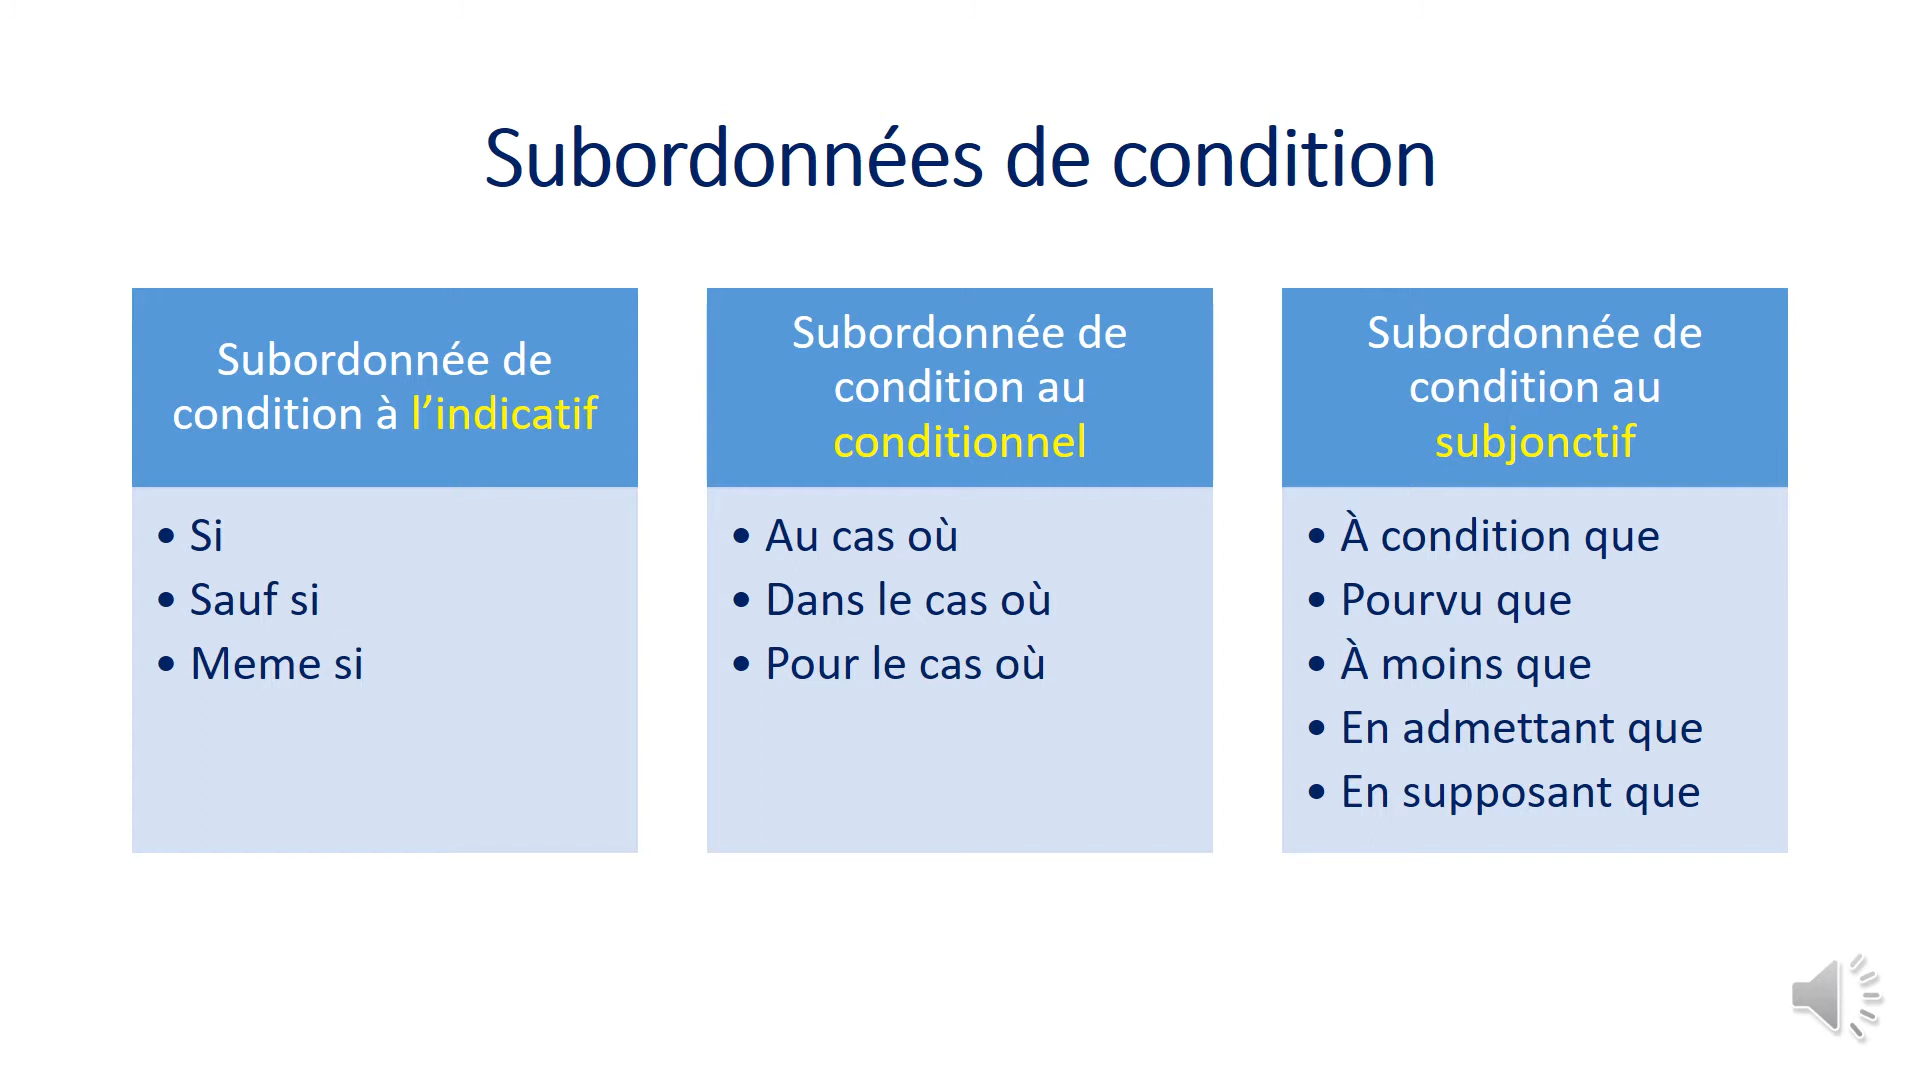 Subordonnées de condition
Subordonnée de
condition à l’indicatif
• Si
• Sauf si
• Meme si
Subordonnée de
condition au
conditionnel
• Au cas où
• Dans le cas où
• Pour le cas où
Subordonnée de
condition au
subjonctif
• À condition que
• Pourvu que
• À moins que
• En admettant que
• En supposant que